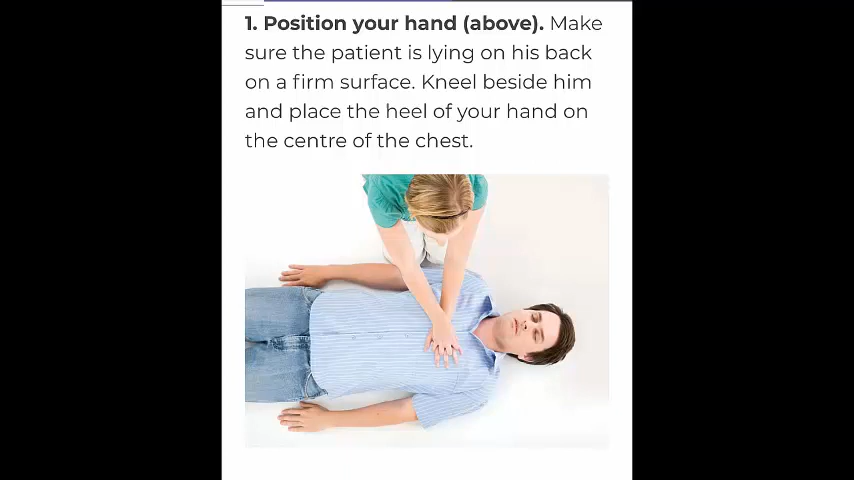 1. Position your hand (above). Make
sure the patient is lying on his back
on a firm surface. Kneel beside him
and place the heel of your hand on
the centre of the chest.